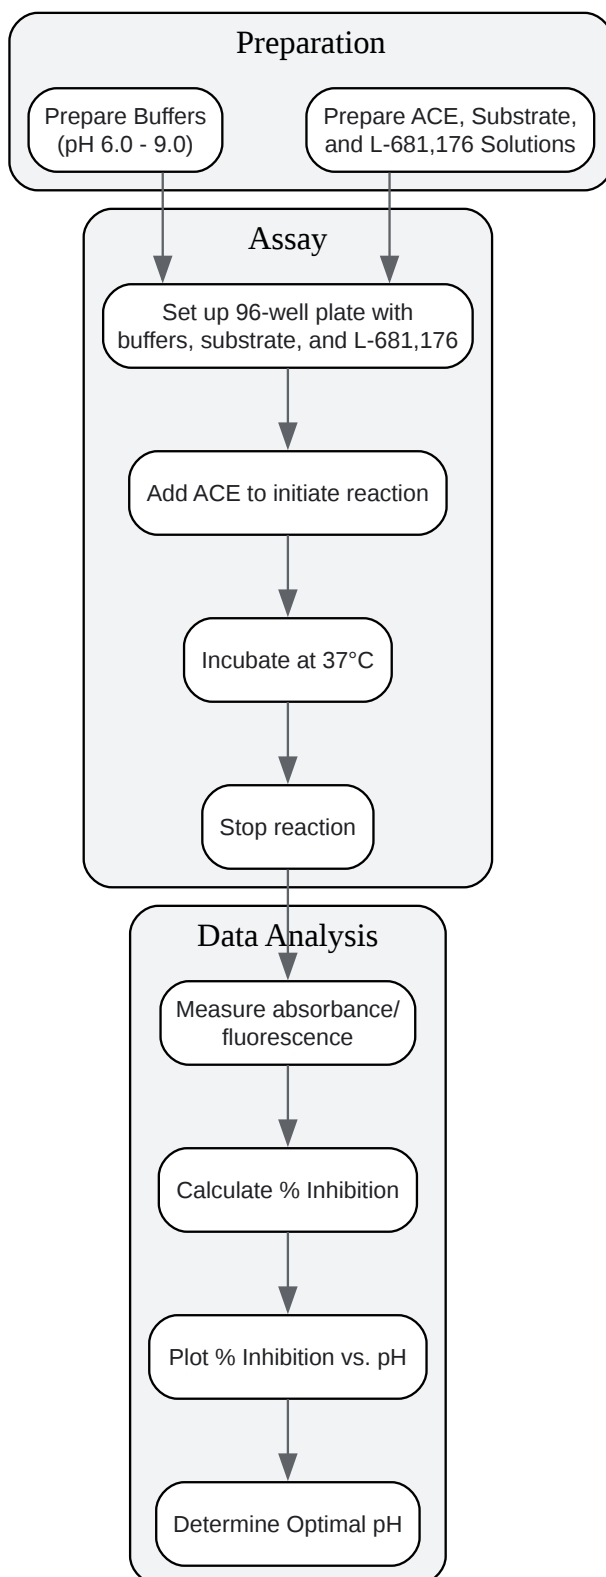 Preparation
Prepare Buffers
(pH 6.0 - 9.0)
Prepare ACE, Substrate,
and L-681,176 Solutions
Assay
Set up 96-well plate with
buffers, substrate, and L-681,176
Add ACE to initiate reaction
Incubate at 37°C
Stop reaction
Data Analysis
Measure absorbance/
fluorescence
Calculate % Inhibition
Plot % Inhibition vs. pH
Determine Optimal pH